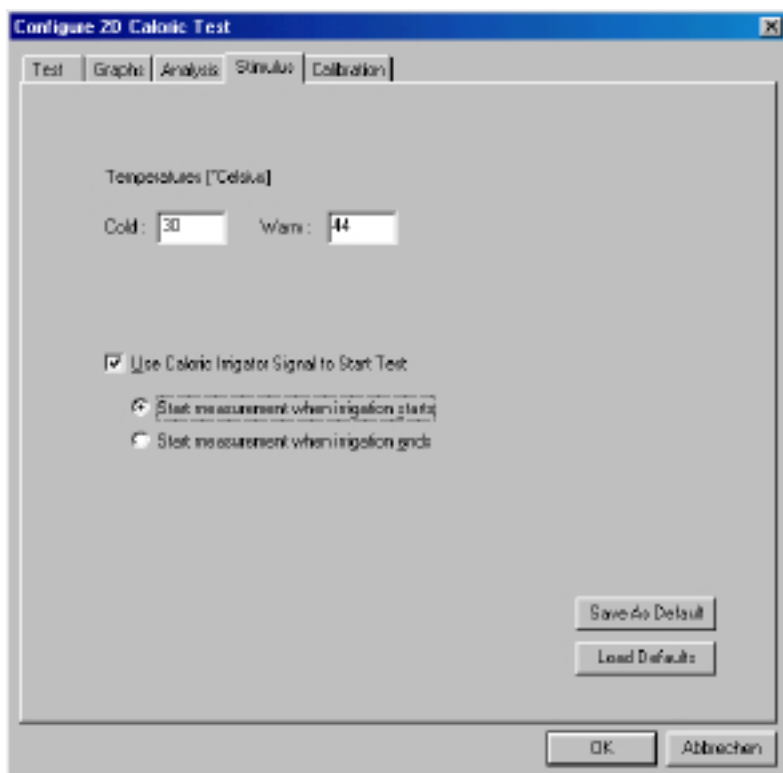 Configure 2D Caloric Test
Test Graphs Analysis Stimulus Calibration
Temperatures [°Celsius]
Cold : 30 Warm : 44
Use Caloric Irrigator Signal to Start Test
Start measurement when irrigation starts
Start measurement when irrigation ends
Save As Default
Load Defaults
OK Abbrechen